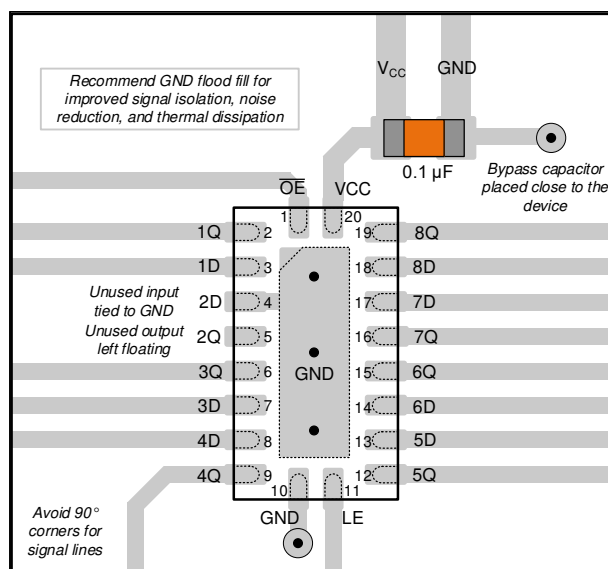 V_CC GND
Recommend GND flood fill for
improved signal isolation, noise
reduction, and thermal dissipation
0.1 µF
Bypass capacitor
placed close to the
device
O̅E̅ VCC
1 20
1Q 2 19 8Q
1D 3 18 8D
Unused input
tied to GND
2D 4 17 7D
Unused output
left floating
2Q 5 16 7Q
3Q 6 GND 15 6Q
3D 7 14 6D
4D 8 13 5D
4Q 9 12 5Q
10 11
GND LE
Avoid 90°
corners for
signal lines